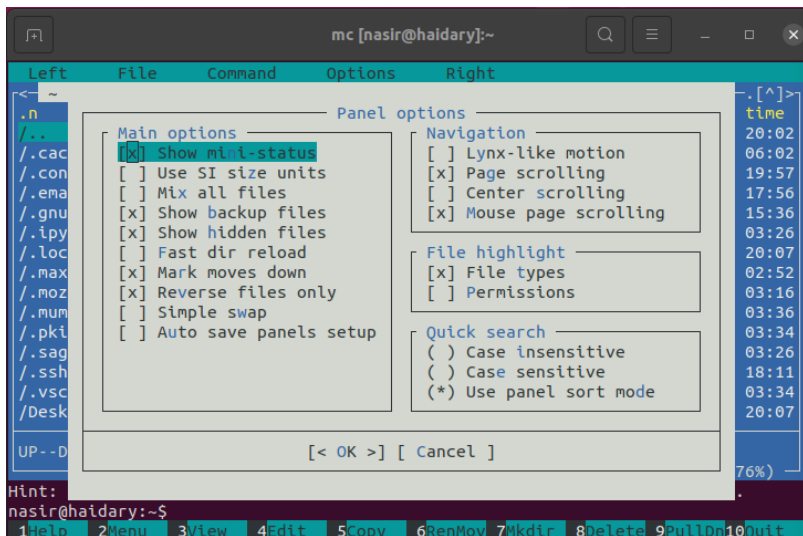 mc [nasir@haidary]:~
Left File Command Options Right
<- ~ .[^]>
.n time
/.. 20:02
/.cac 06:02
/.con 19:57
/.ema 17:56
/.gnu 15:36
/.ipy 03:26
/.loc 20:07
/.max 02:52
/.moz 03:16
/.mum 03:36
/.pki 03:34
/.sag 03:26
/.ssh 18:11
/.vsc 03:34
/Desk 20:07
UP--D
76%)
Panel options
Main options
[x] Show mini-status
[ ] Use SI size units
[ ] Mix all files
[x] Show backup files
[x] Show hidden files
[ ] Fast dir reload
[x] Mark moves down
[x] Reverse files only
[ ] Simple swap
[ ] Auto save panels setup
Navigation
[ ] Lynx-like motion
[x] Page scrolling
[ ] Center scrolling
[x] Mouse page scrolling
File highlight
[x] File types
[ ] Permissions
Quick search
( ) Case insensitive
( ) Case sensitive
(*) Use panel sort mode
[< OK >] [ Cancel ]
Hint: .
nasir@haidary:~$
1Help 2Menu 3View 4Edit 5Copy 6RenMov 7Mkdir 8Delete 9PullDn 10Quit